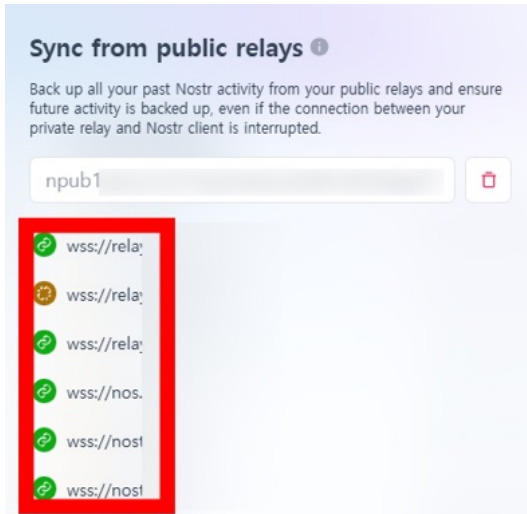 Sync from public relays
Back up all your past Nostr activity from your public relays and ensure
future activity is backed up, even if the connection between your
private relay and Nostr client is interrupted.
npub1
wss://relay
wss://relay
wss://relay
wss://nos.
wss://nost
wss://nost